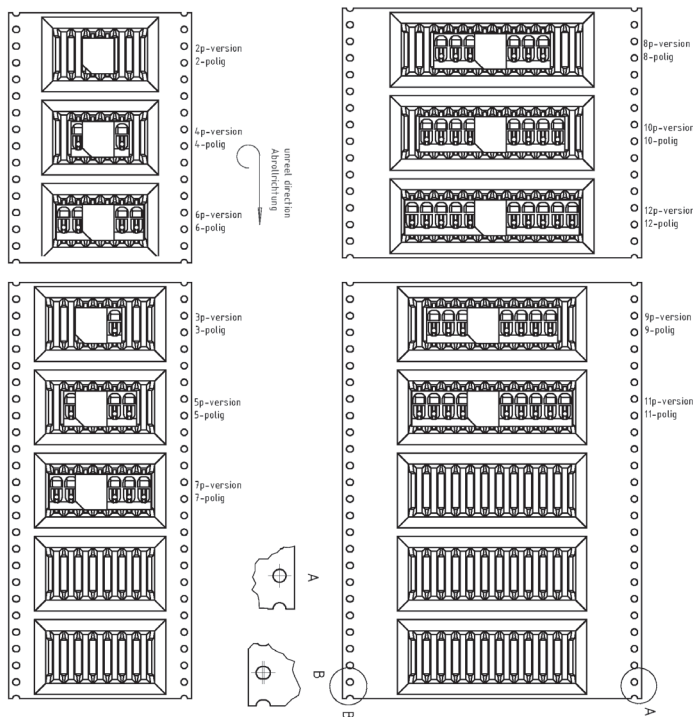 2p-version
2-polig
4p-version
4-polig
6p-version
6-polig
unreel direction
Abrollrichtung
8p-version
8-polig
10p-version
10-polig
12p-version
12-polig
3p-version
3-polig
5p-version
5-polig
7p-version
7-polig
9p-version
9-polig
11p-version
11-polig
A
B
B
A